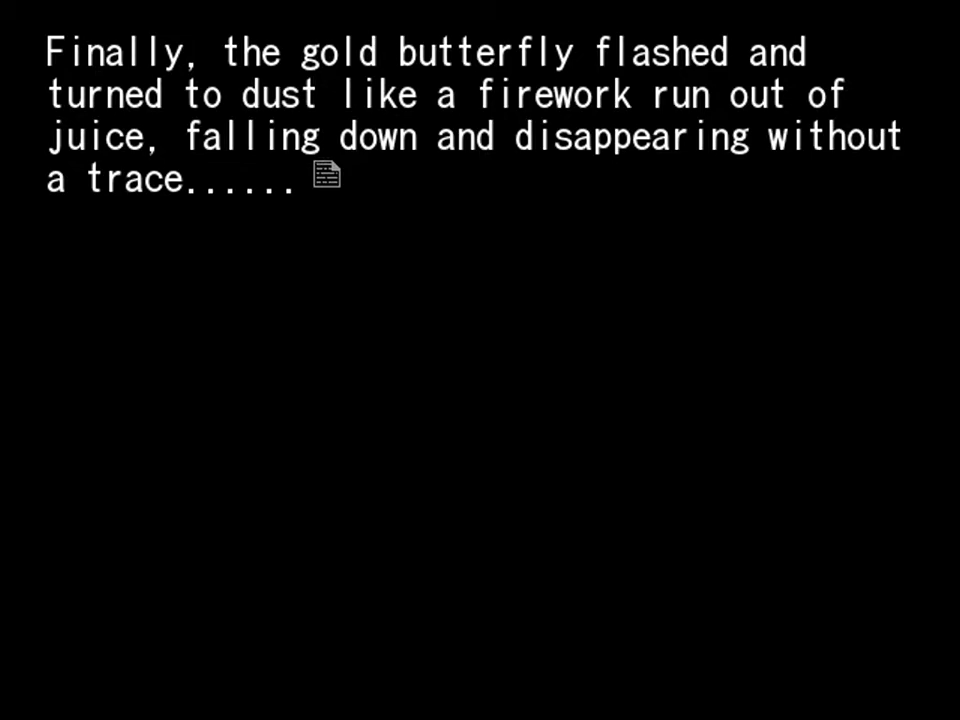 Finally, the gold butterfly flashed and
turned to dust like a firework run out of
juice, falling down and disappearing without
a trace......